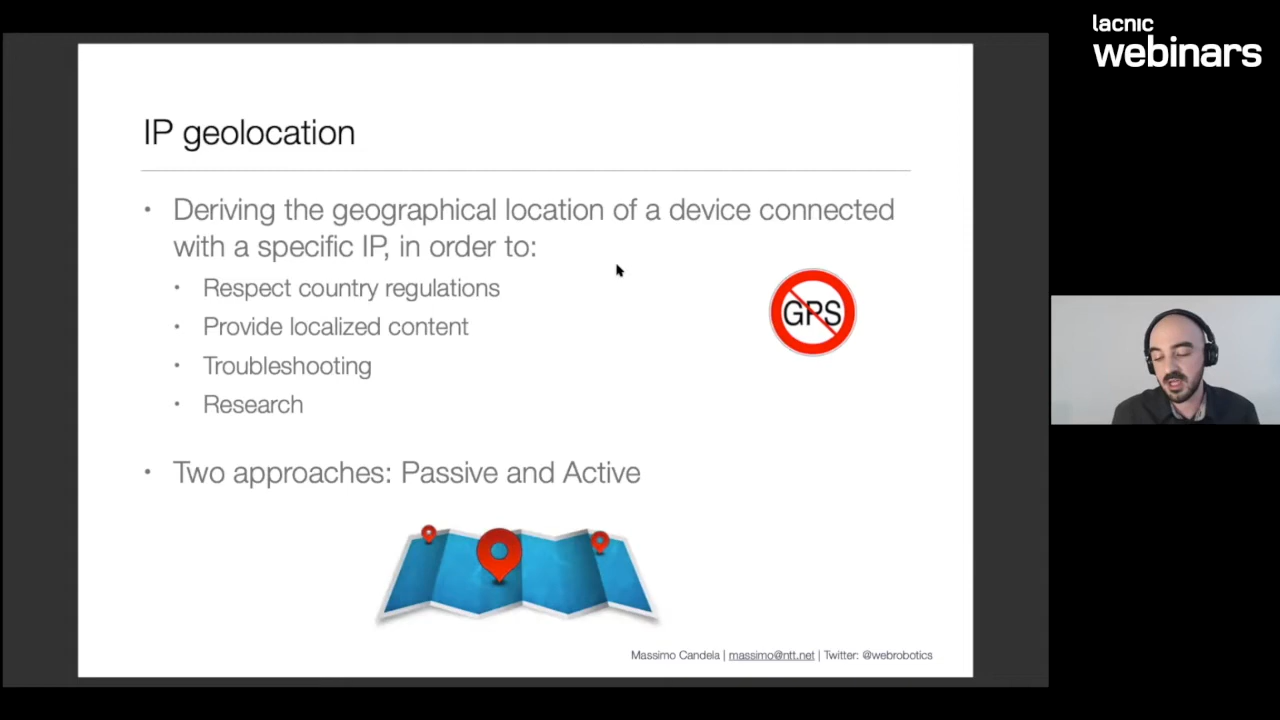 lacnic
webinars
IP geolocation
• Deriving the geographical location of a device connected
with a specific IP, in order to:
• Respect country regulations
• Provide localized content
• Troubleshooting
• Research
GPS
• Two approaches: Passive and Active
Massimo Candela | massimo@ntt.net | Twitter: @webrobotics